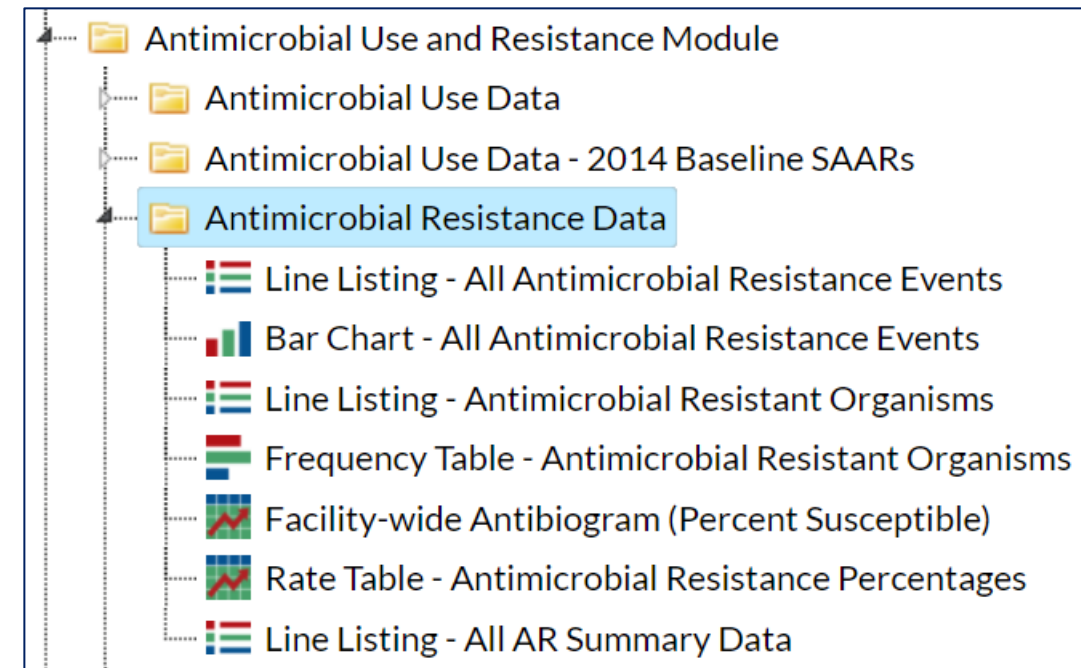 Antimicrobial Use and Resistance Module
Antimicrobial Use Data
Antimicrobial Use Data - 2014 Baseline SAARs
Antimicrobial Resistance Data
Line Listing - All Antimicrobial Resistance Events
Bar Chart - All Antimicrobial Resistance Events
Line Listing - Antimicrobial Resistant Organisms
Frequency Table - Antimicrobial Resistant Organisms
Facility-wide Antibiogram (Percent Susceptible)
Rate Table - Antimicrobial Resistance Percentages
Line Listing - All AR Summary Data